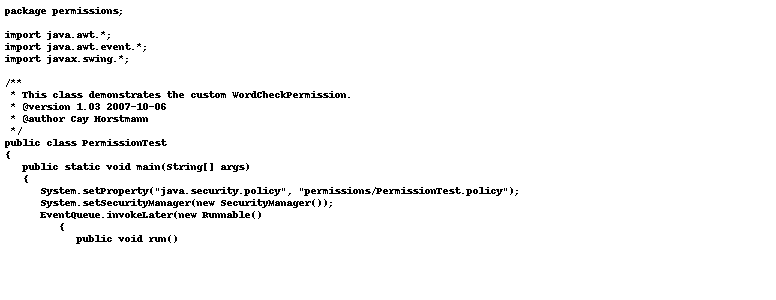 package permissions;

import java.awt.*;
import java.awt.event.*;
import javax.swing.*;

/**
 * This class demonstrates the custom WordCheckPermission.
 * @version 1.03 2007-10-06
 * @author Cay Horstmann
 */
public class PermissionTest
{
   public static void main(String[] args)
   {
      System.setProperty("java.security.policy", "permissions/PermissionTest.policy");
      System.setSecurityManager(new SecurityManager());
      EventQueue.invokeLater(new Runnable()
         {
            public void run()